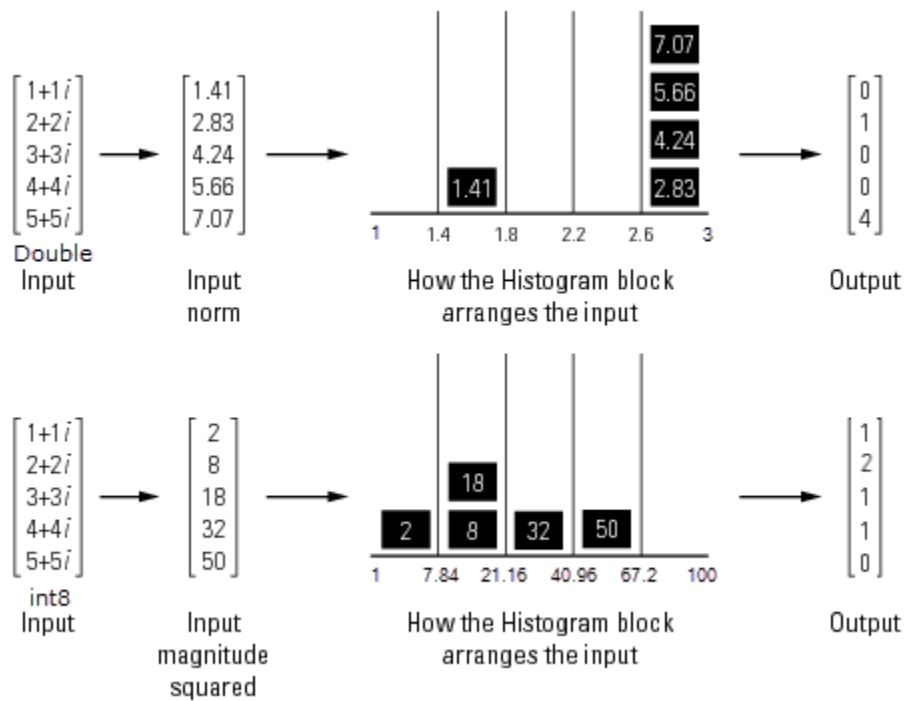 1+1i
2+2i
3+3i
4+4i
5+5i
Double
Input
1.41
2.83
4.24
5.66
7.07
Input
norm
7.07
5.66
4.24
1.41 2.83
1 1.4 1.8 2.2 2.6 3
How the Histogram block
arranges the input
0
1
0
0
4
Output
1+1i
2+2i
3+3i
4+4i
5+5i
int8
Input
2
8
18
32
50
Input
magnitude
squared
18
2 8 32 50
1 7.84 21.16 40.96 67.2 100
How the Histogram block
arranges the input
1
2
1
1
0
Output